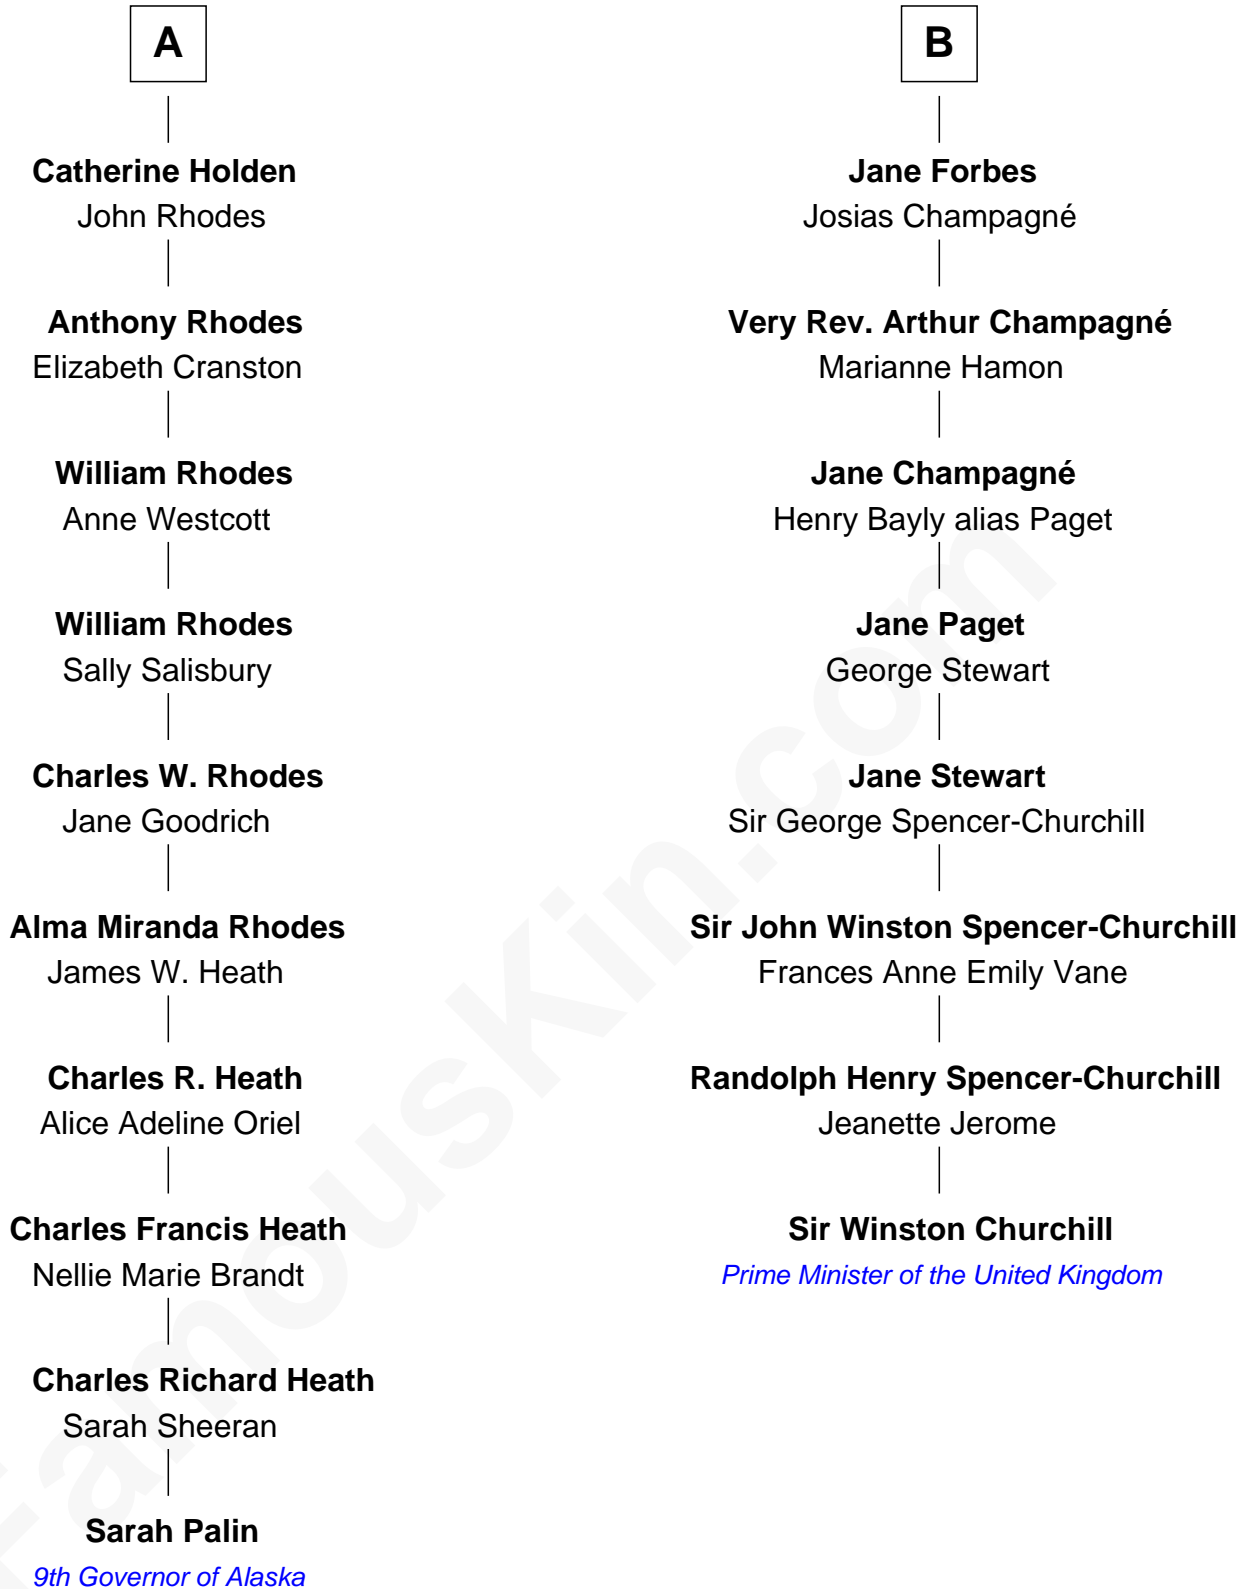 A
Catherine Holden
John Rhodes
Anthony Rhodes
Elizabeth Cranston
William Rhodes
Anne Westcott
William Rhodes
Sally Salisbury
Charles W. Rhodes
Jane Goodrich
Alma Miranda Rhodes
James W. Heath
Charles R. Heath
Alice Adeline Oriel
Charles Francis Heath
Nellie Marie Brandt
Charles Richard Heath
Sarah Sheeran
Sarah Palin
9th Governor of Alaska
B
Jane Forbes
Josias Champagné
Very Rev. Arthur Champagné
Marianne Hamon
Jane Champagné
Henry Bayly alias Paget
Jane Paget
George Stewart
Jane Stewart
Sir George Spencer-Churchill
Sir John Winston Spencer-Churchill
Frances Anne Emily Vane
Randolph Henry Spencer-Churchill
Jeanette Jerome
Sir Winston Churchill
Prime Minister of the United Kingdom
FamousKin.com